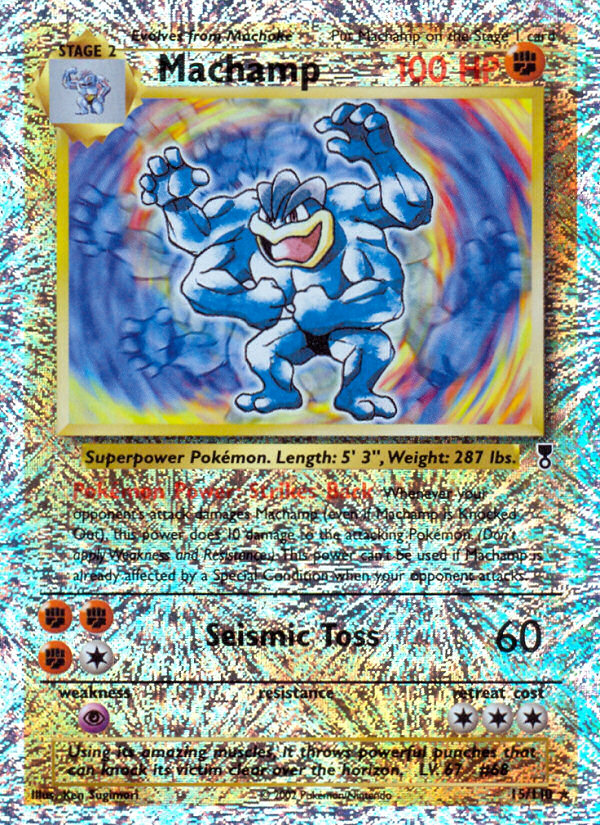 Evolves from Machoke Put Machamp on the Stage 1 card
STAGE 2
Machamp 100 HP
Superpower Pokémon. Length: 5' 3", Weight: 287 lbs.
Pokémon Power: Strikes Back Whenever your
opponent's attack damages Machamp (even if Machamp is Knocked
Out), this power does 10 damage to the attacking Pokémon. (Don't
apply Weakness and Resistance.) This power can't be used if Machamp is
already affected by a Special Condition when your opponent attacks.
Seismic Toss 60
weakness resistance retreat cost
Using its amazing muscles, it throws powerful punches that
can knock its victim clear over the horizon. LV. 67 #68
Illus. Ken Sugimori © 2002 Pokémon/Nintendo 15/110 ★